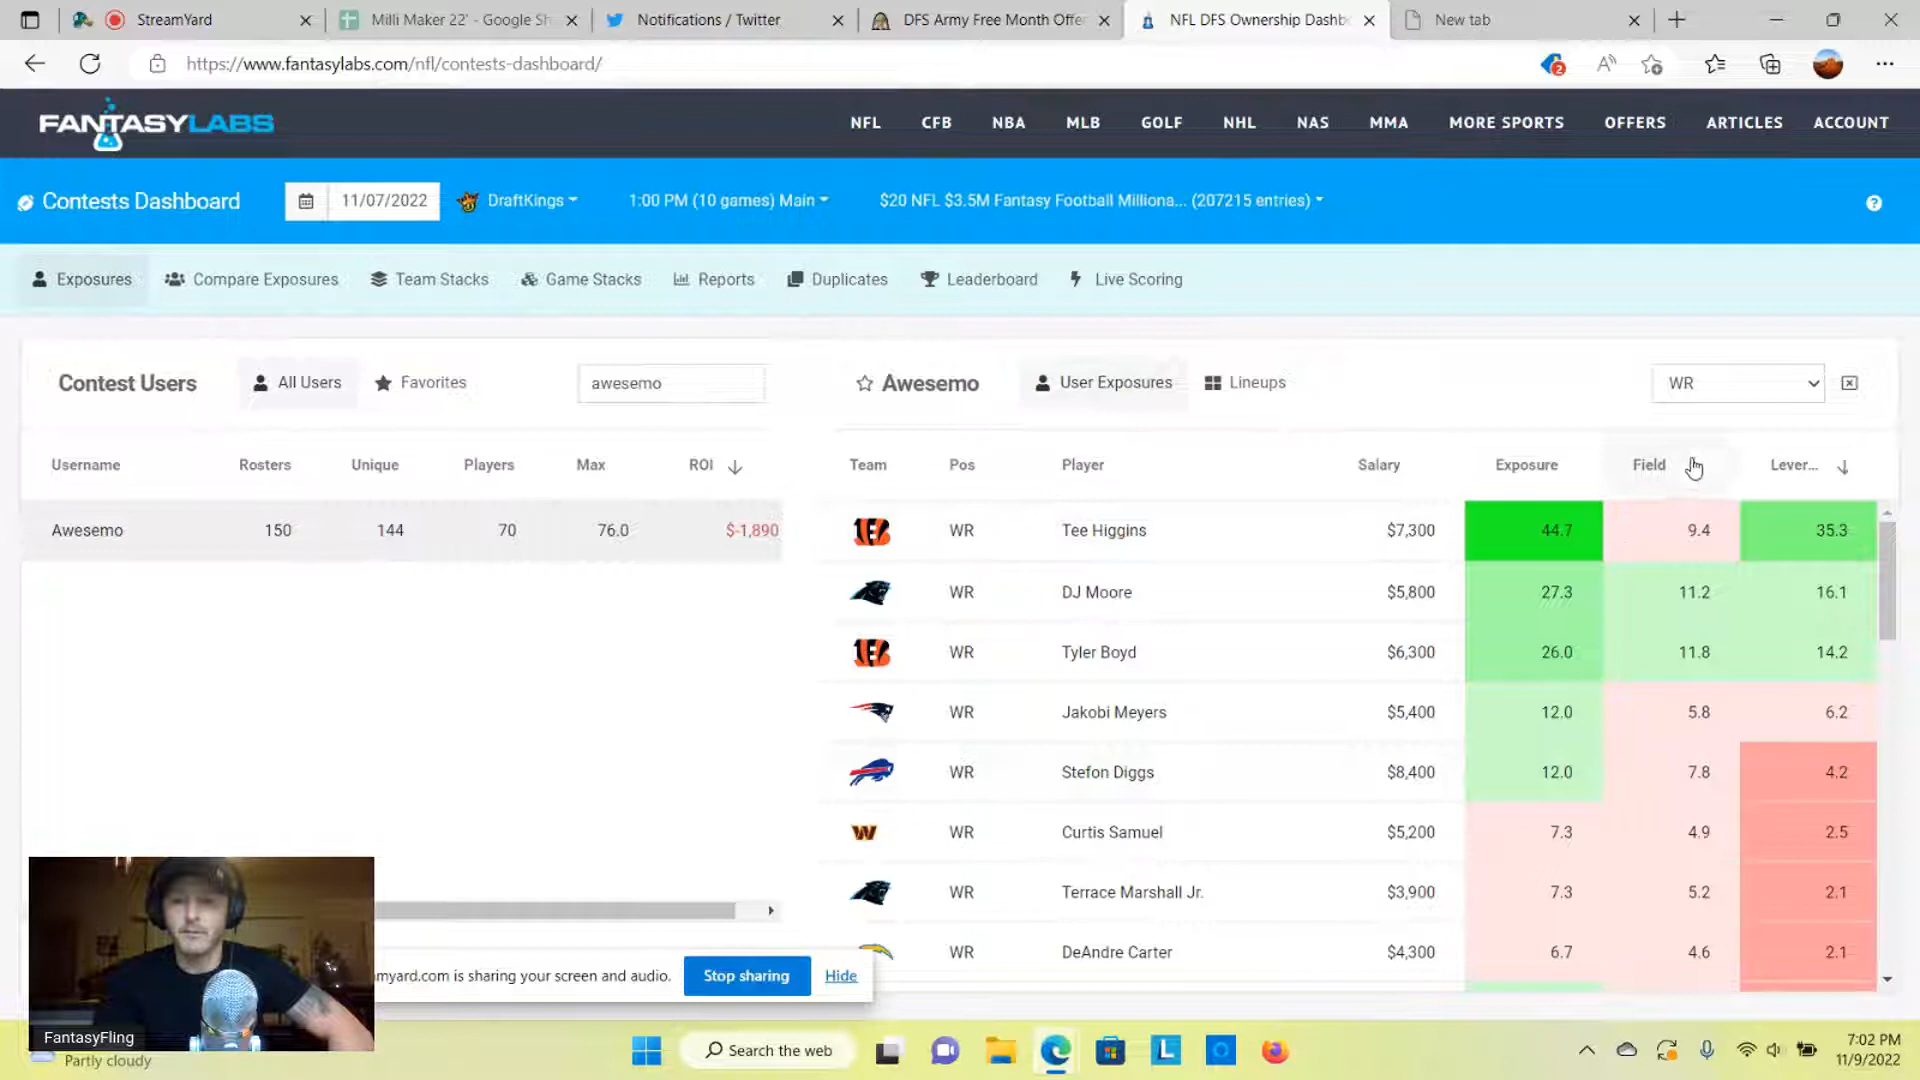 StreamYard
Milli Maker 22' - Google Sh
Notifications / Twitter
DFS Army Free Month Offe
NFL DFS Ownership Dashb
New tab
https://www.fantasylabs.com/nfl/contests-dashboard/
2
FANTASYLABS
NFL
CFB
NBA
MLB
GOLF
NHL
NAS
MMA
MORE SPORTS
OFFERS
ARTICLES
ACCOUNT
Contests Dashboard
11/07/2022
DraftKings
1:00 PM (10 games) Main
$20 NFL $3.5M Fantasy Football Milliona... (207215 entries)
Exposures
Compare Exposures
Team Stacks
Game Stacks
Reports
Duplicates
Leaderboard
Live Scoring
Contest Users
All Users
Favorites
awesemo
Username Rosters Unique Players Max ROI
Awesemo 150 144 70 76.0 $-1,890
Awesemo
User Exposures
Lineups
WR
Team Pos Player Salary Exposure Field Lever...
WR Tee Higgins $7,300 44.7 9.4 35.3
WR DJ Moore $5,800 27.3 11.2 16.1
WR Tyler Boyd $6,300 26.0 11.8 14.2
WR Jakobi Meyers $5,400 12.0 5.8 6.2
WR Stefon Diggs $8,400 12.0 7.8 4.2
WR Curtis Samuel $5,200 7.3 4.9 2.5
WR Terrace Marshall Jr. $3,900 7.3 5.2 2.1
WR DeAndre Carter $4,300 6.7 4.6 2.1
myard.com is sharing your screen and audio.
Stop sharing
Hide
FantasyFling
Partly cloudy
Search the web
7:02 PM
11/9/2022